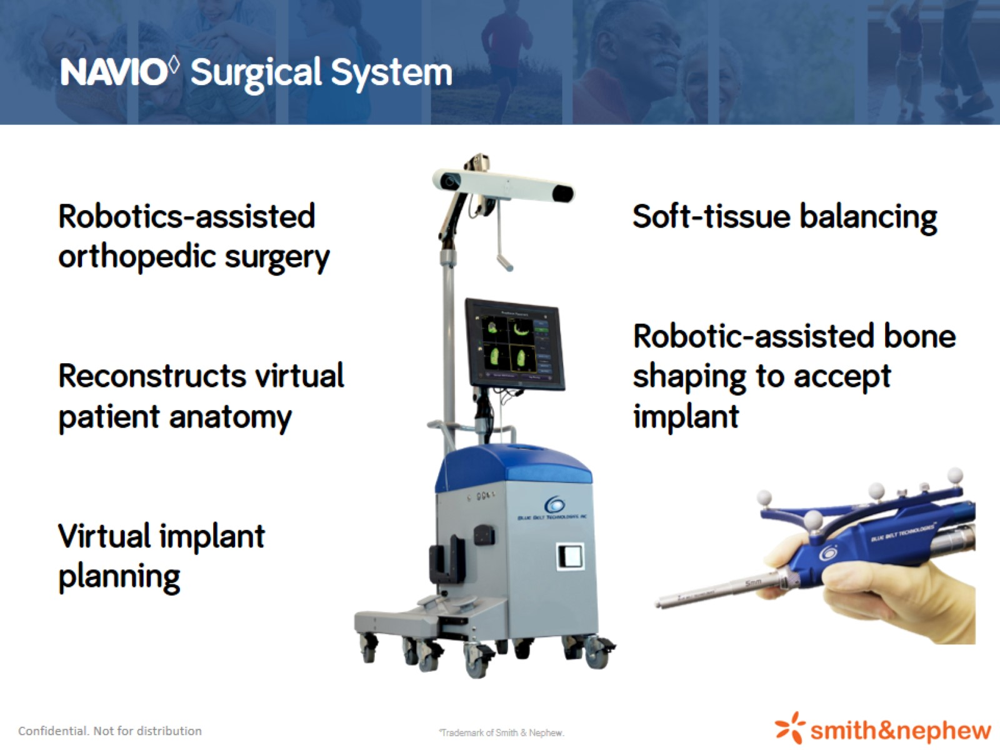 NAVIO◊ Surgical System
Robotics-assisted
orthopedic surgery
Reconstructs virtual
patient anatomy
Virtual implant
planning
Soft-tissue balancing
Robotic-assisted bone
shaping to accept
implant
BLUE BELT TECHNOLOGIES, INC
BLUE BELT TECHNOLOGIES™
5mm
Confidential. Not for distribution
◊Trademark of Smith & Nephew.
smith&nephew